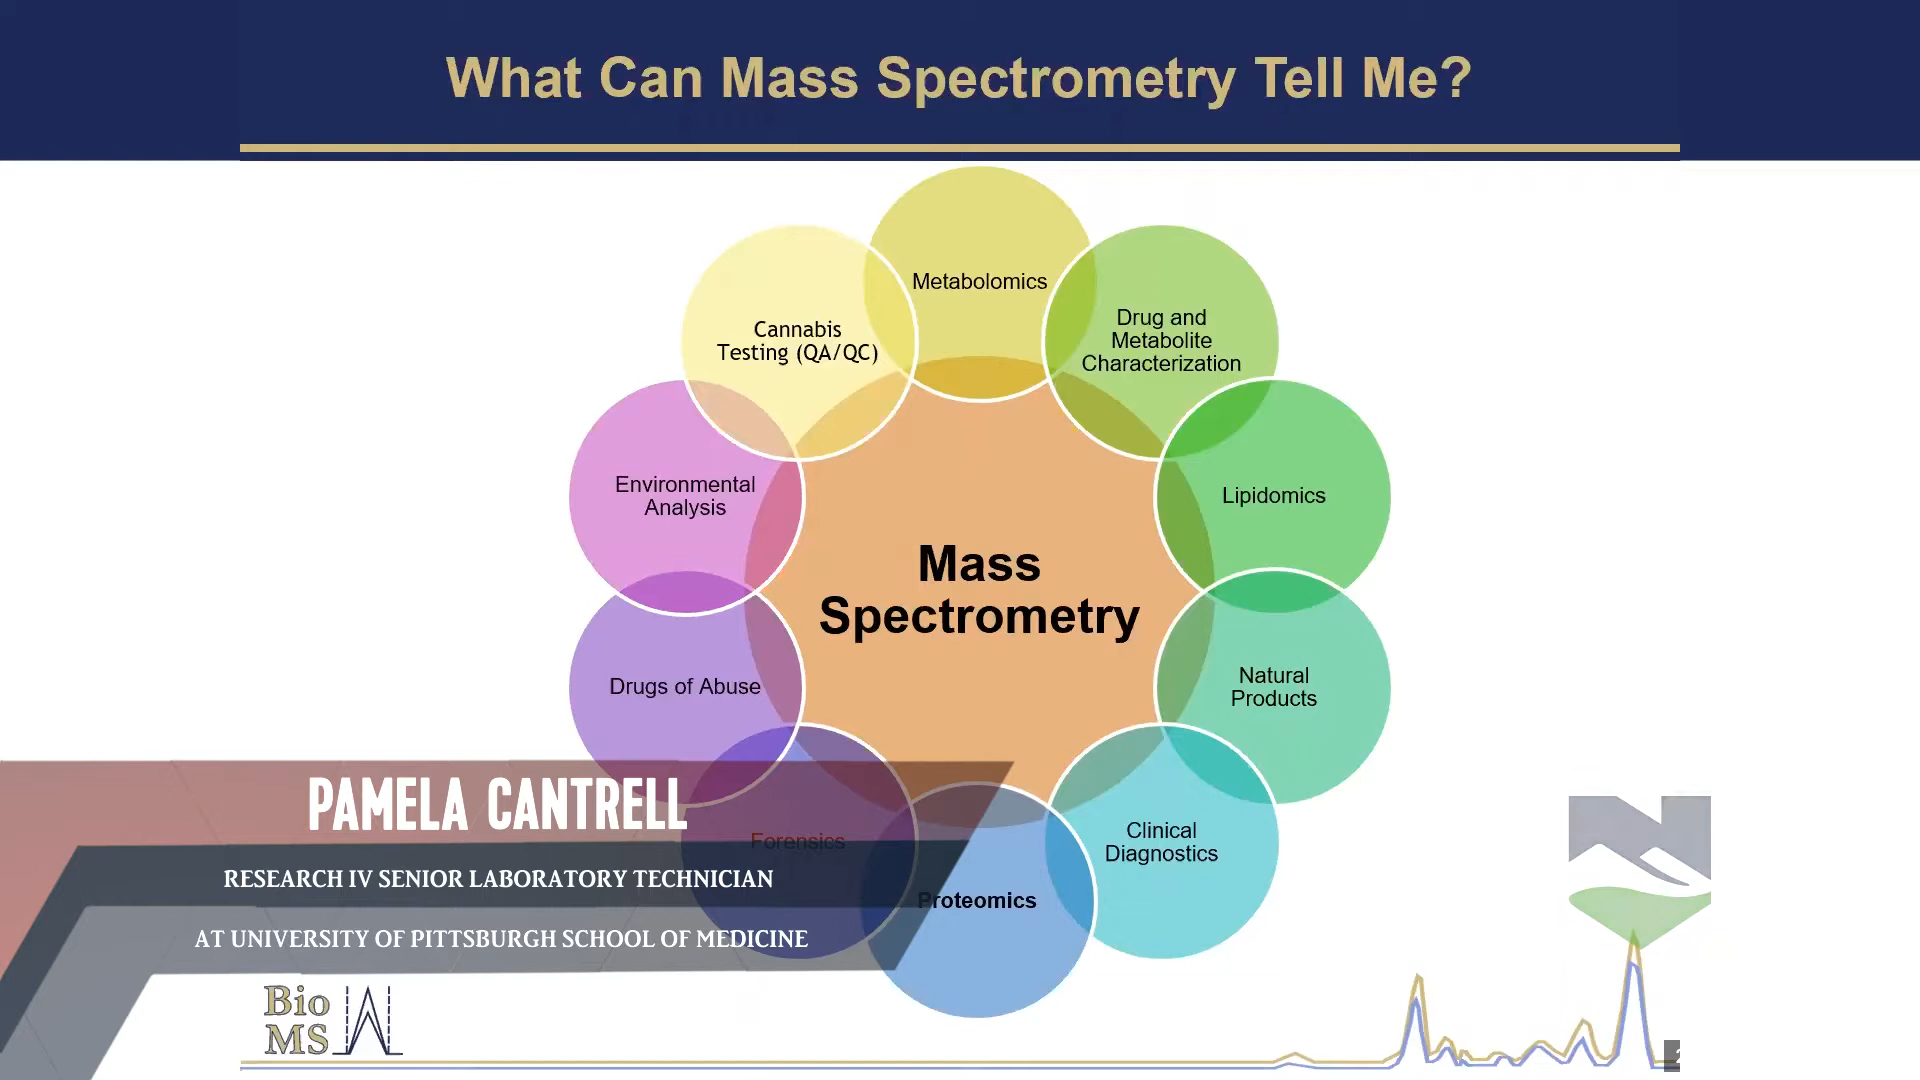 What Can Mass Spectrometry Tell Me?
Metabolomics
Drug and
Metabolite
Characterization
Lipidomics
Natural
Products
Clinical
Diagnostics
Proteomics
Forensics
Drugs of Abuse
Environmental
Analysis
Cannabis
Testing (QA/QC)
Mass
Spectrometry
PAMELA CANTRELL
RESEARCH IV SENIOR LABORATORY TECHNICIAN
AT UNIVERSITY OF PITTSBURGH SCHOOL OF MEDICINE
Bio
MS